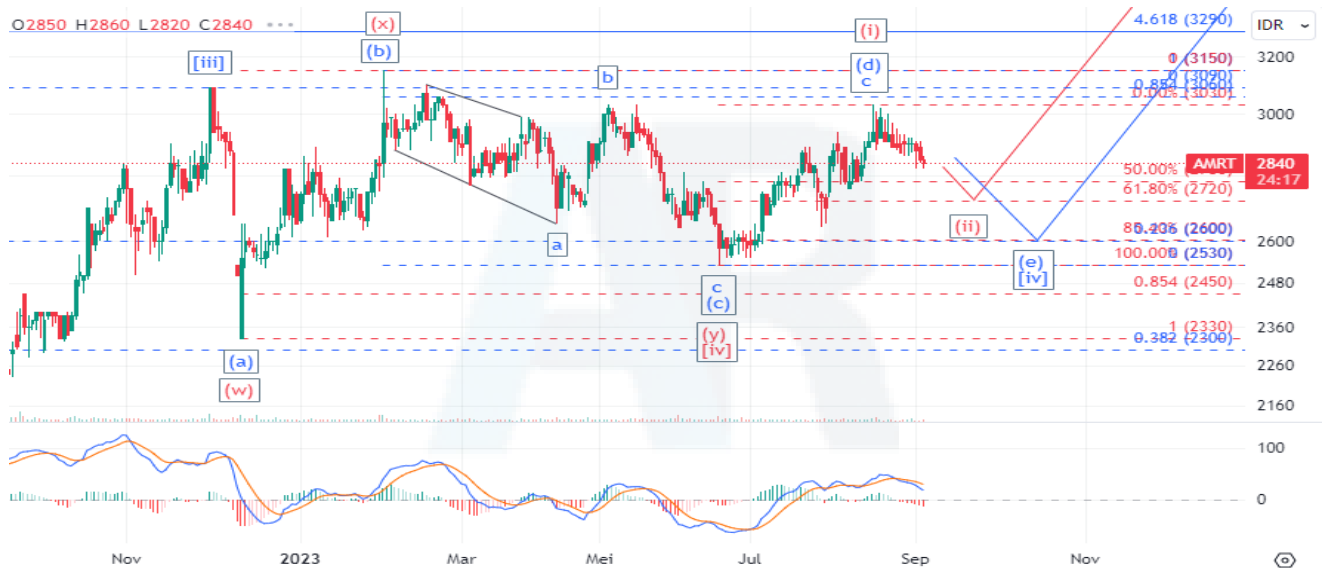 O2850 H2860 L2820 C2840
(x)
(b)
[iii]
b
(i)
(d)
c
4.618 (3290)
IDR
3200
(3150)
(3090)
0.854 (3060)
0.00% (3030)
3000
AMRT 2840
24:17
50.00%
61.80% (2720)
(ii)
a
0.236 (2600)
2600
100.00%
(2530)
(e)
[iv]
c
(c)
2480
0.854 (2450)
(y)
[iv]
1 (2330)
2360
0.382 (2300)
(a)
(w)
2260
2160
100
0
Nov 2023 Mar Mei Jul Sep Nov